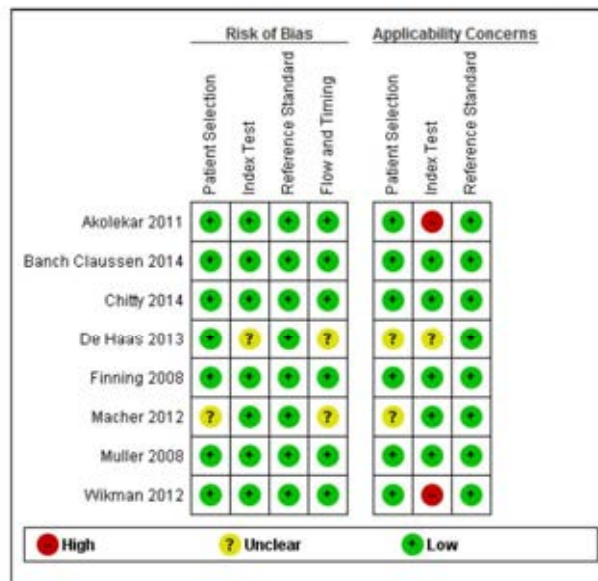 Risk of Bias Applicability Concerns
Patient Selection
Index Test
Reference Standard
Flow and Timing
Patient Selection
Index Test
Reference Standard
Akolekar 2011 + + + + + - +
Banch Claussen 2014 + + + + + + +
Chitty 2014 + + + + + + +
De Haas 2013 + ? + ? ? ? +
Finning 2008 + + + + + + +
Macher 2012 ? + + ? ? + +
Muller 2008 + + + + + + +
Wikman 2012 + + + + + - +
- High ? Unclear + Low